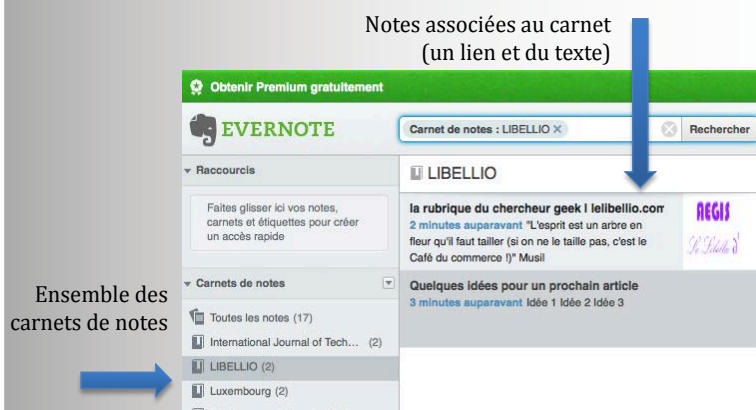 Notes associées au carnet
(un lien et du texte)
Obtenir Premium gratuitement
EVERNOTE
Carnet de notes : LIBELLIO ×
Rechercher
Raccourcis
Faites glisser ici vos notes,
carnets et étiquettes pour créer
un accès rapide
Carnets de notes
Toutes les notes (17)
International Journal of Tech... (2)
LIBELLIO (2)
Luxembourg (2)
LIBELLIO
la rubrique du chercheur geek | lelibellio.com
2 minutes auparavant "L'esprit est un arbre en
fleur qu'il faut tailler (si on ne le taille pas, c'est le
Café du commerce !)" Musil
AEGIS
Le Libellio d'
Quelques idées pour un prochain article
3 minutes auparavant Idée 1 Idée 2 Idée 3
Ensemble des
carnets de notes